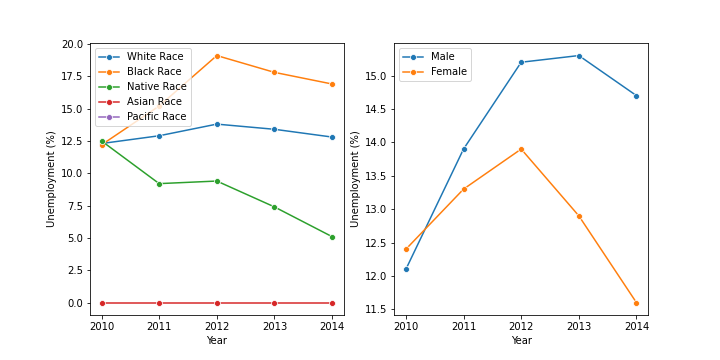 20.0
17.5
15.0
12.5
10.0
7.5
5.0
2.5
0.0
Unemployment (%)
White Race
Black Race
Native Race
Asian Race
Pacific Race
2010 2011 2012 2013 2014
Year
15.0
14.5
14.0
13.5
13.0
12.5
12.0
11.5
Unemployment (%)
Male
Female
2010 2011 2012 2013 2014
Year